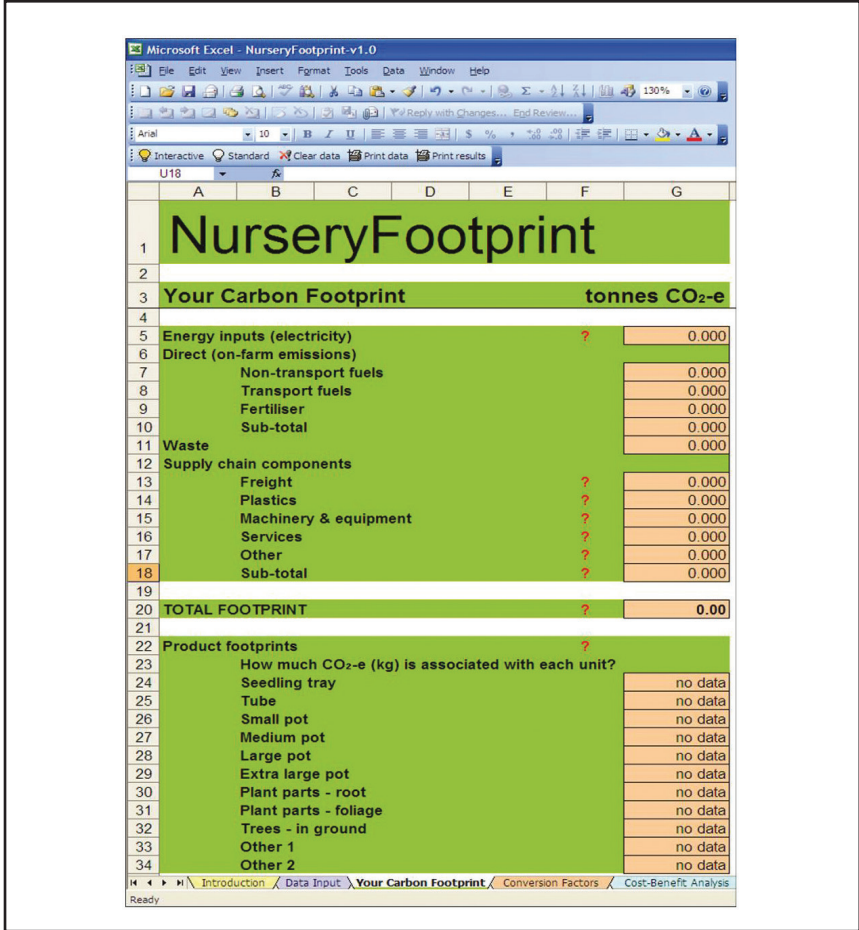 Microsoft Excel - NurseryFootprint-v1.0
File Edit View Insert Format Tools Data Window Help
130%
Reply with Changes... End Review...
Arial 10 B I U $ % ,
Interactive Standard Clear data Print data Print results
U18 fx
A B C D E F G
1 NurseryFootprint
2
3 Your Carbon Footprint tonnes CO₂-e
4
5 Energy inputs (electricity) ? 0.000
6 Direct (on-farm emissions)
7 Non-transport fuels 0.000
8 Transport fuels 0.000
9 Fertiliser 0.000
10 Sub-total 0.000
11 Waste 0.000
12 Supply chain components
13 Freight ? 0.000
14 Plastics ? 0.000
15 Machinery & equipment ? 0.000
16 Services ? 0.000
17 Other ? 0.000
18 Sub-total ? 0.000
19
20 TOTAL FOOTPRINT ? 0.00
21
22 Product footprints ?
23 How much CO₂-e (kg) is associated with each unit?
24 Seedling tray no data
25 Tube no data
26 Small pot no data
27 Medium pot no data
28 Large pot no data
29 Extra large pot no data
30 Plant parts - root no data
31 Plant parts - foliage no data
32 Trees - in ground no data
33 Other 1 no data
34 Other 2 no data
Introduction Data Input Your Carbon Footprint Conversion Factors Cost-Benefit Analysis
Ready